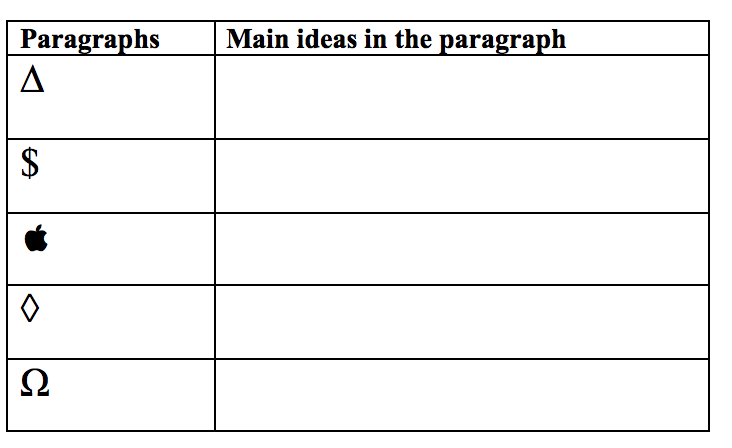 Paragraphs Main ideas in the paragraph
Δ
$

◊
Ω